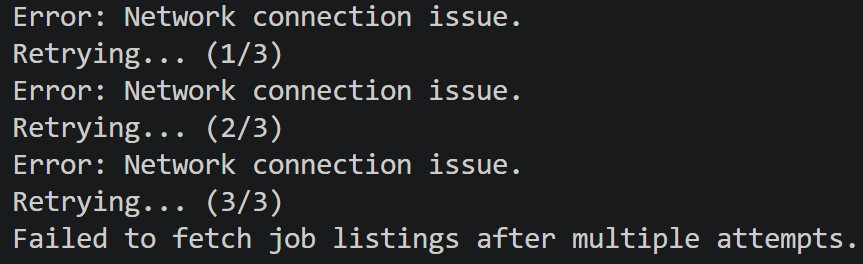 Error: Network connection issue.
Retrying... (1/3)
Error: Network connection issue.
Retrying... (2/3)
Error: Network connection issue.
Retrying... (3/3)
Failed to fetch job listings after multiple attempts.